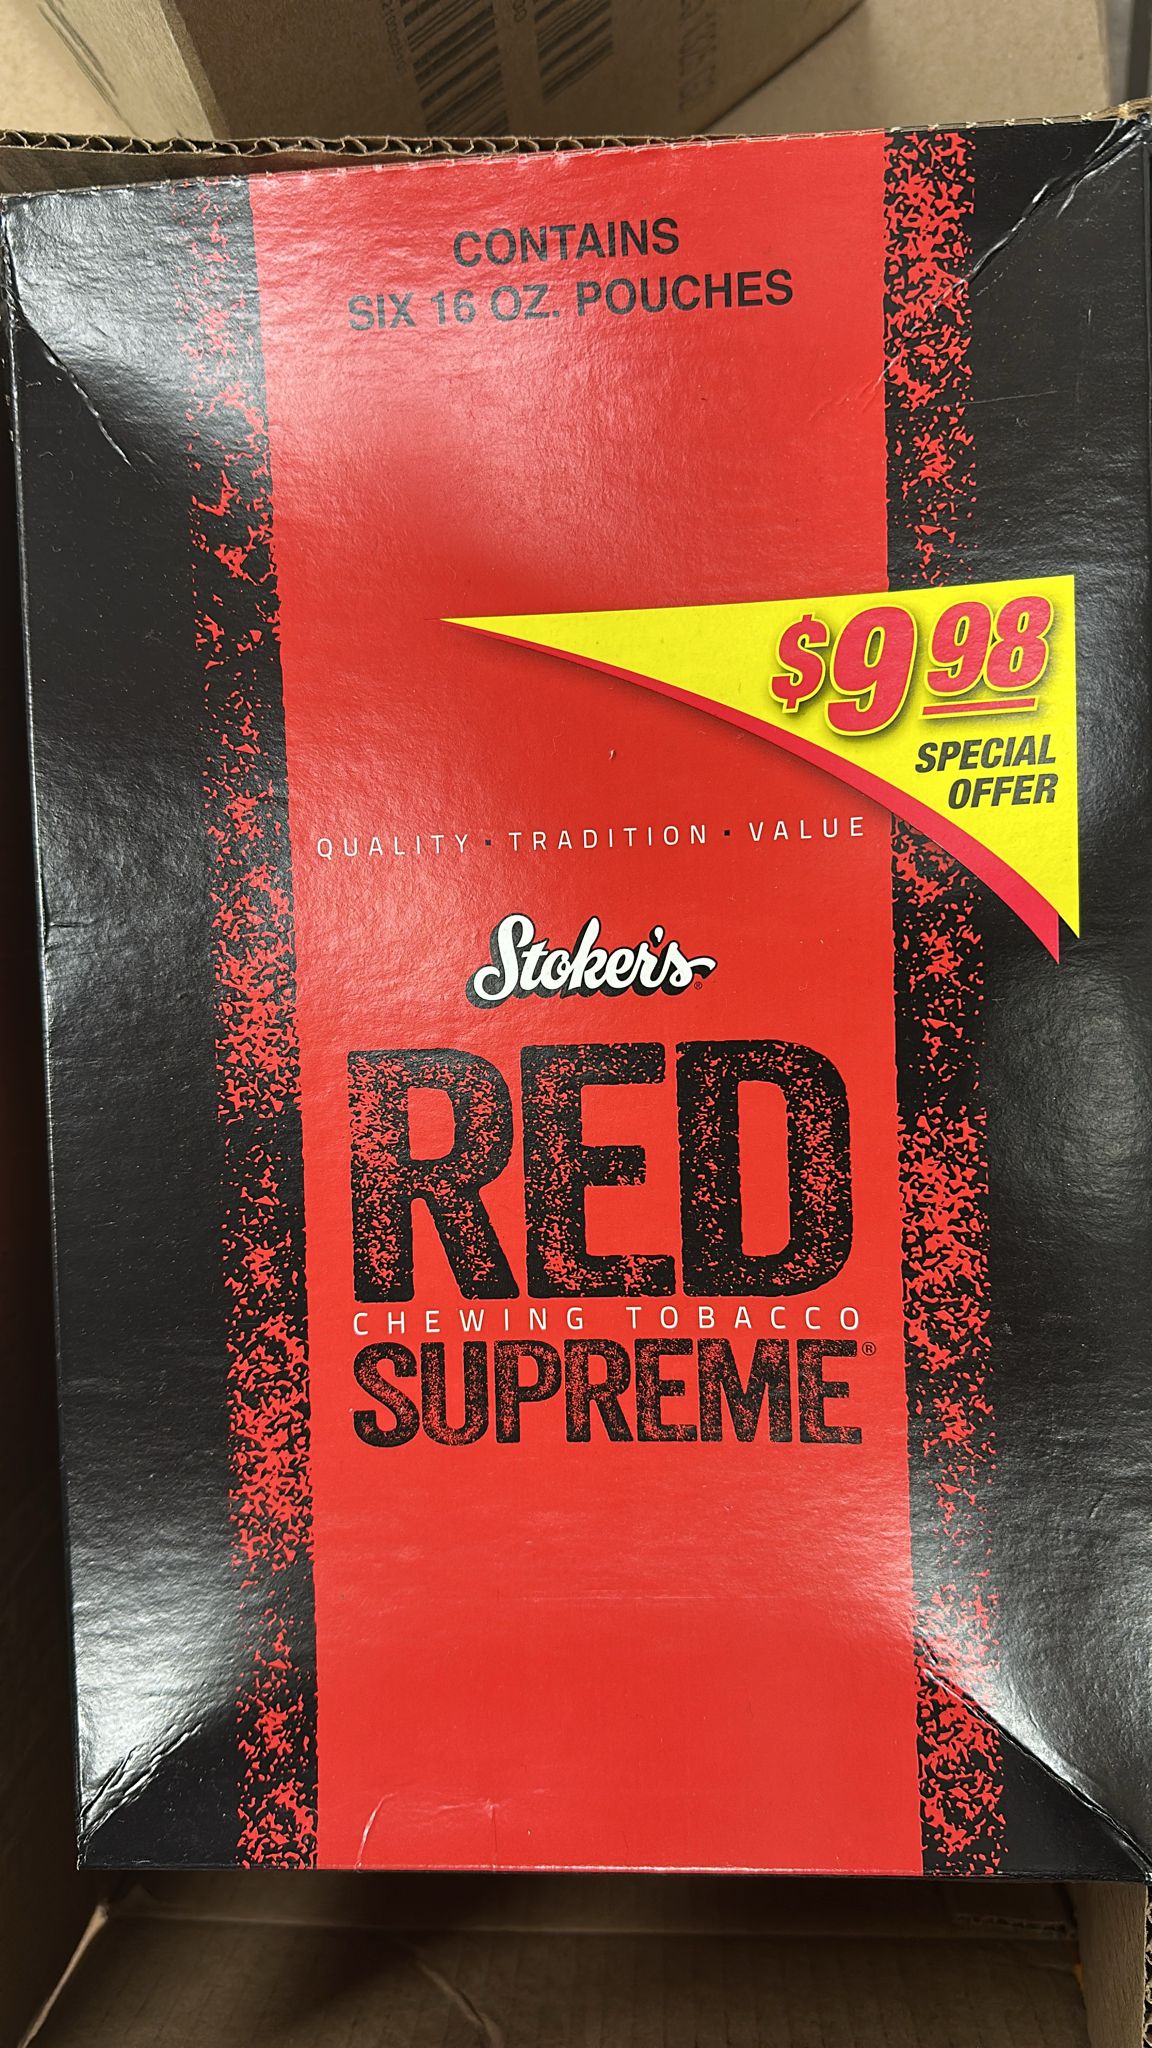 CONTAINS
SIX 16 OZ. POUCHES
$9 98
SPECIAL
OFFER
QUALITY · TRADITION · VALUE
Stoker's®
RED
CHEWING TOBACCO
SUPREME®